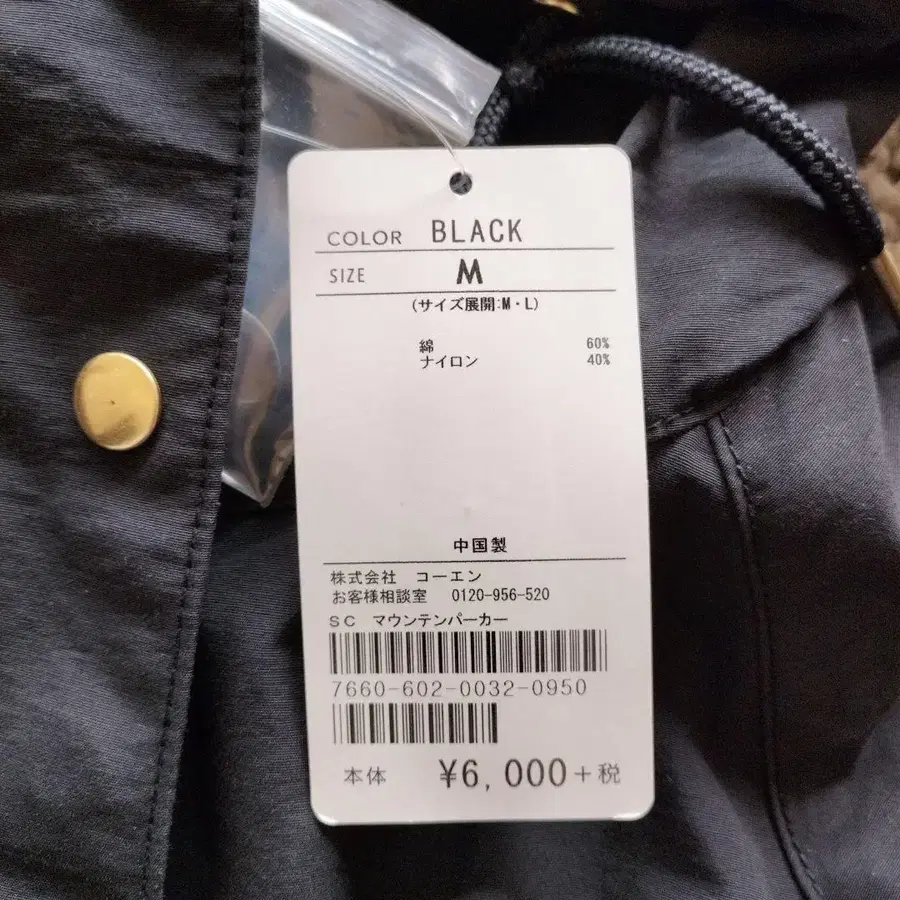 COLOR BLACK
SIZE M
(サイズ展開:M・L)
綿 60%
ナイロン 40%
中国製
株式会社 コーエン
お客様相談室 0120-956-520
SC マウンテンパーカー
7660-602-0032-0950
本体 ¥6,000+税